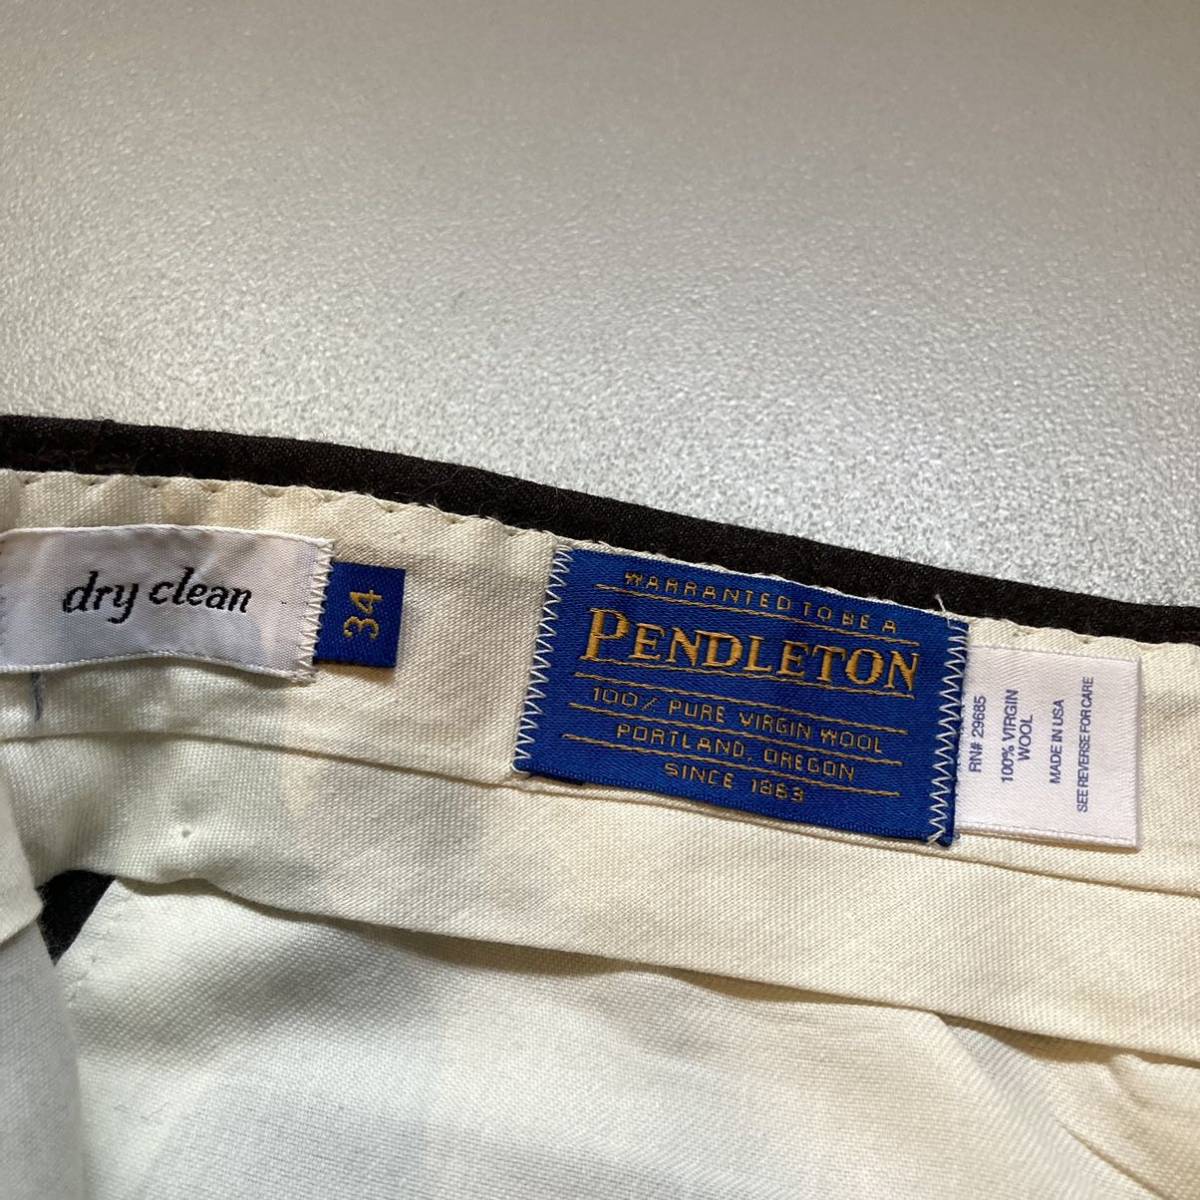 dry clean
34
WARRANTED TO BE A
PENDLETON
100% PURE VIRGIN WOOL
PORTLAND, OREGON
SINCE 1863
RN# 29685
100% VIRGIN
WOOL
MADE IN USA
SEE REVERSE FOR CARE